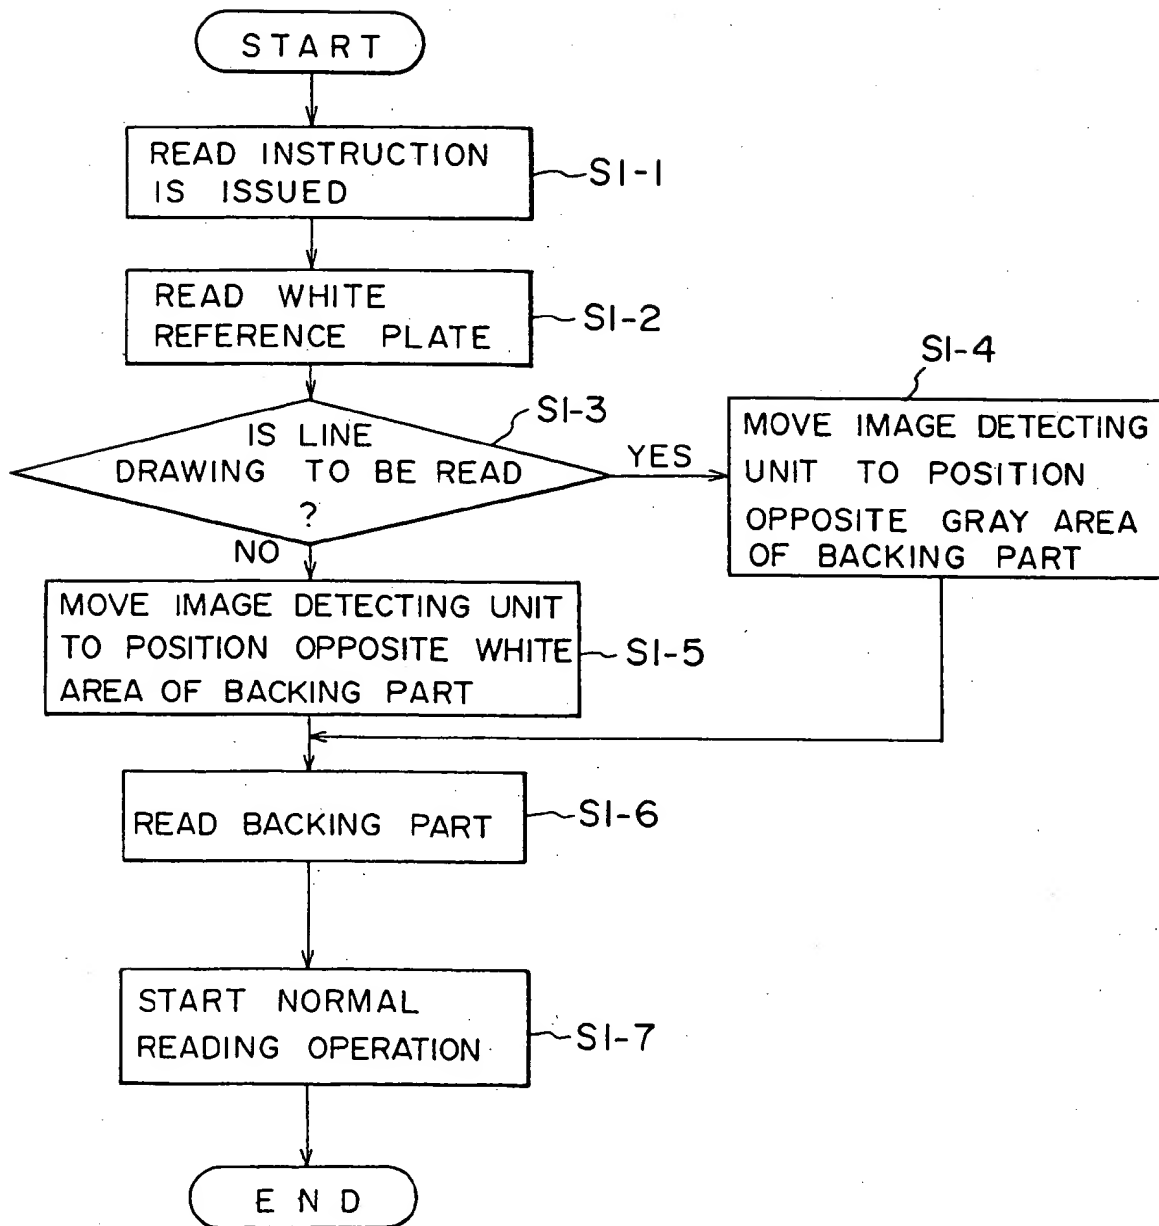 START
READ INSTRUCTION
IS ISSUED
S1-1
READ WHITE
REFERENCE PLATE
S1-2
IS LINE
DRAWING TO BE READ
?
S1-3
YES
S1-4
MOVE IMAGE DETECTING
UNIT TO POSITION
OPPOSITE GRAY AREA
OF BACKING PART
NO
MOVE IMAGE DETECTING UNIT
TO POSITION OPPOSITE WHITE
AREA OF BACKING PART
S1-5
READ BACKING PART
S1-6
START NORMAL
READING OPERATION
S1-7
END